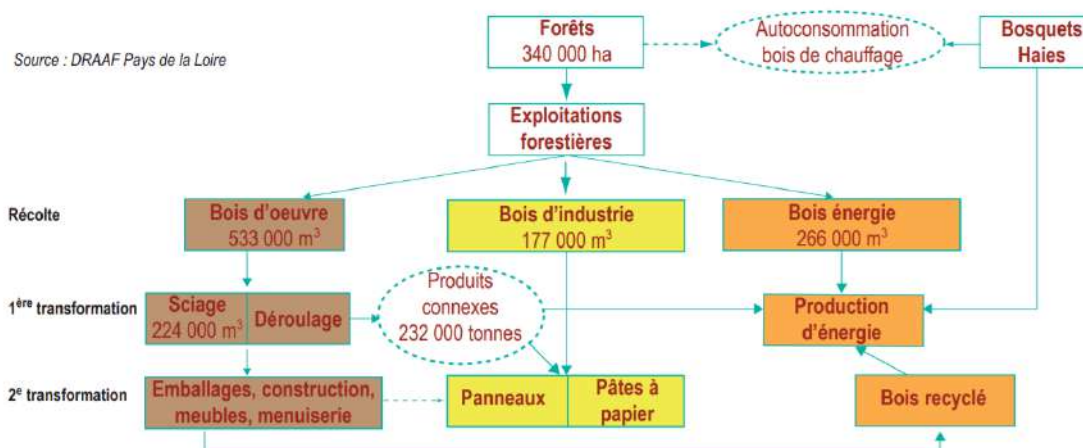 Source : DRAAF Pays de la Loire
Forêts
340 000 ha
Autoconsommation
bois de chauffage
Bosquets
Haies
Exploitations
forestières
Récolte
Bois d'oeuvre
533 000 m³
Bois d'industrie
177 000 m³
Bois énergie
266 000 m³
1ère transformation
Sciage
224 000 m³
Déroulage
Produits
connexes
232 000 tonnes
Production
d'énergie
2e transformation
Emballages, construction,
meubles, menuiserie
Panneaux
Pâtes à
papier
Bois recyclé